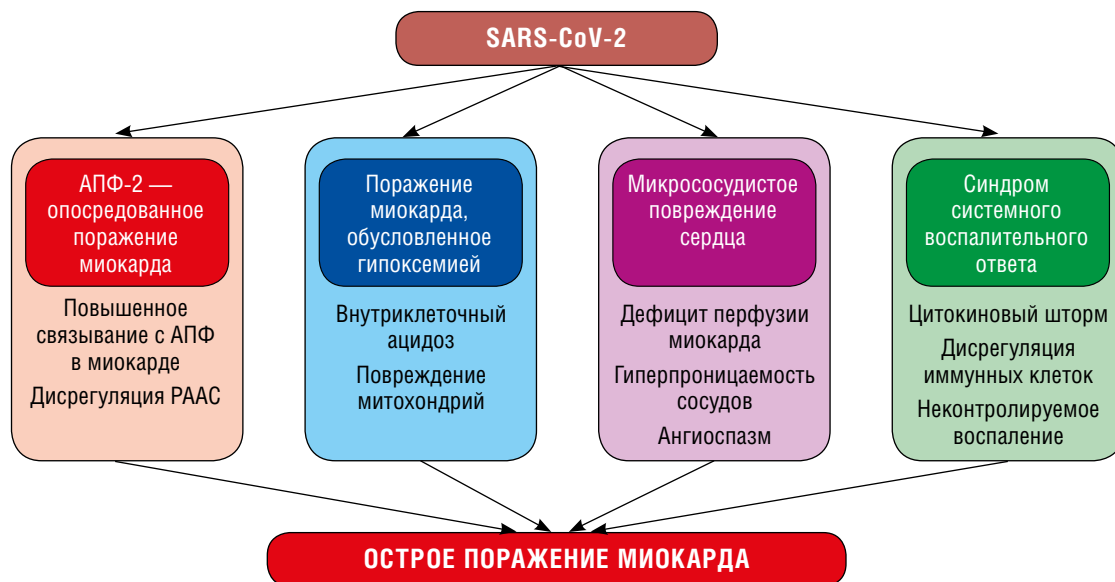 SARS-CoV-2
АПФ-2 —
опосредованное
поражение
миокарда
Повышенное
связывание с АПФ
в миокарде
Дисрегуляция РААС
Поражение
миокарда,
обусловленное
гипоксемией
Внутриклеточный
ацидоз
Повреждение
митохондрий
Микрососудистое
повреждение
сердца
Дефицит перфузии
миокарда
Гиперпроницаемость
сосудов
Ангиоспазм
Синдром
системного
воспалительного
ответа
Цитокиновый шторм
Дисрегуляция
иммунных клеток
Неконтролируемое
воспаление
ОСТРОЕ ПОРАЖЕНИЕ МИОКАРДА